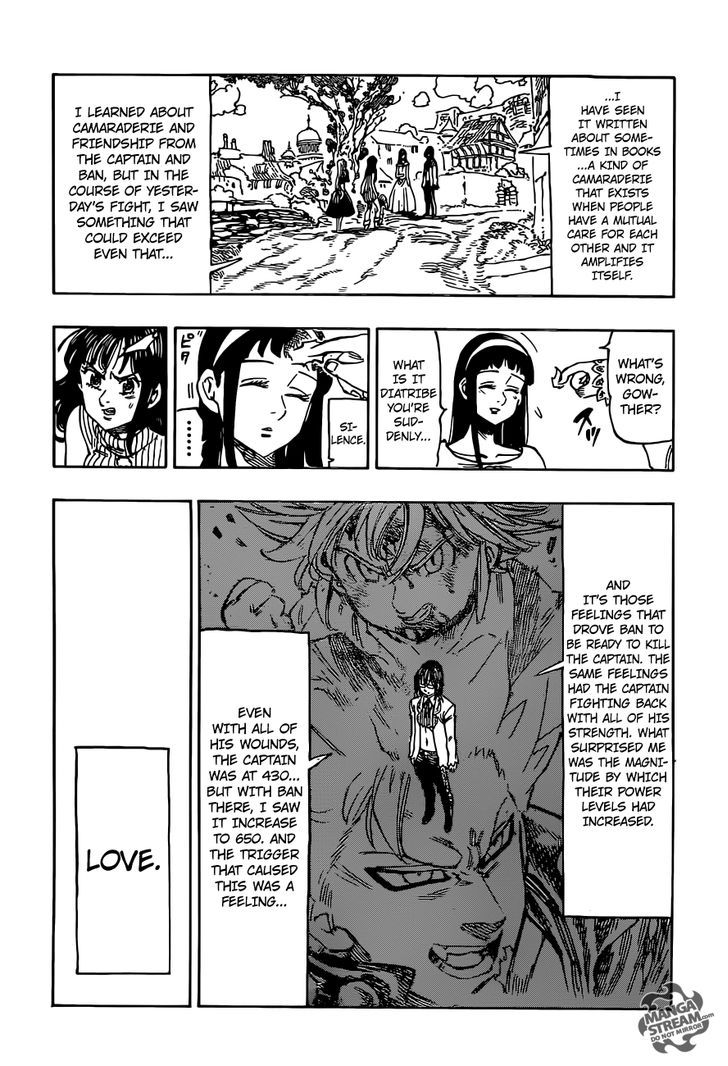 ...I
HAVE SEEN
IT WRITTEN
ABOUT SOME-
TIMES IN BOOKS
...A KIND OF
CAMARADERIE
THAT EXISTS
WHEN PEOPLE
HAVE A MUTUAL
CARE FOR EACH
OTHER AND IT
AMPLIFIES
ITSELF.
I LEARNED ABOUT
CAMARADERIE AND
FRIENDSHIP FROM
THE CAPTAIN AND
BAN, BUT IN THE
COURSE OF YESTER-
DAY'S FIGHT, I SAW
SOMETHING THAT
COULD EXCEED
EVEN THAT...
WHAT'S
WRONG,
GOW-
THER?
ズッ
WHAT
IS IT
DIATRIBE
YOU'RE
SUD-
DENLY...
SI-
LENCE.
ピタ
........
AND
IT'S THOSE
FEELINGS THAT
DROVE BAN TO
BE READY TO KILL
THE CAPTAIN. THE
SAME FEELINGS
HAD THE CAPTAIN
FIGHTING BACK
WITH ALL OF HIS
STRENGTH. WHAT
SURPRISED ME
WAS THE MAGNI-
TUDE BY WHICH
THEIR POWER
LEVELS HAD
INCREASED.
EVEN
WITH ALL OF
HIS WOUNDS,
THE CAPTAIN
WAS AT 430...
BUT WITH BAN
THERE, I SAW
IT INCREASE
TO 650. AND
THE TRIGGER
THAT CAUSED
THIS WAS A
FEELING...
LOVE.
MANGA
STREAM.com
DO NOT MIRROR